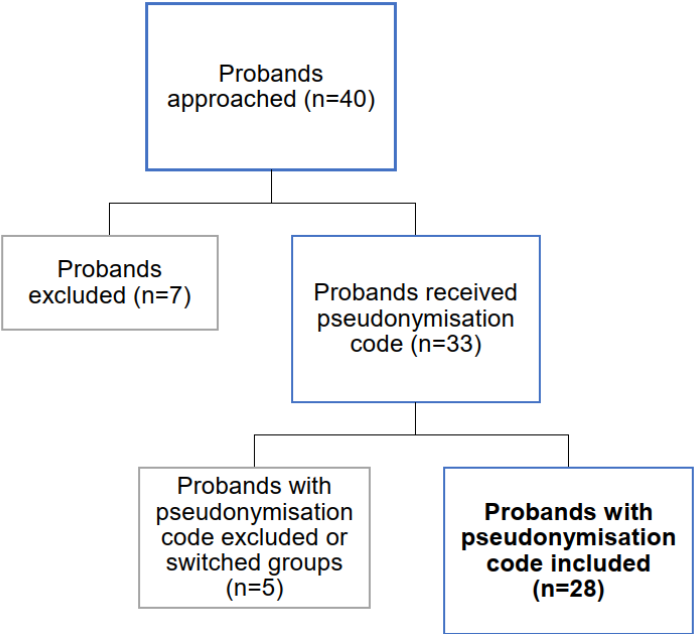 Probands
approached (n=40)
Probands
excluded (n=7)
Probands received
pseudonymisation
code (n=33)
Probands with
pseudonymisation
code excluded or
switched groups
(n=5)
Probands with
pseudonymisation
code included
(n=28)